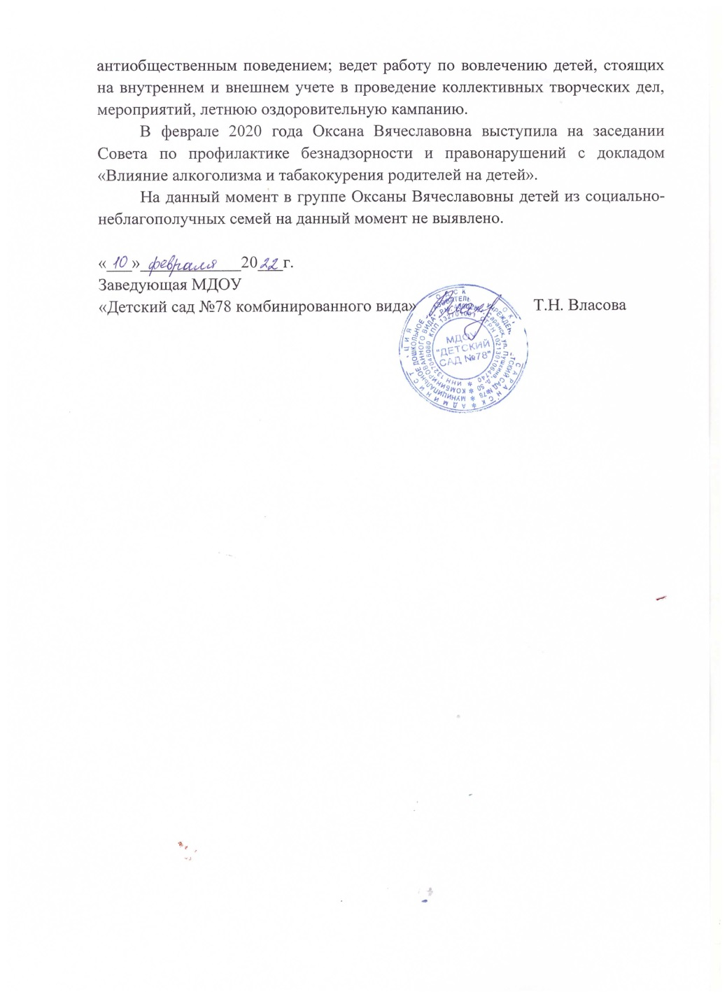 антиобщественным поведением; ведет работу по вовлечению детей, стоящих
на внутреннем и внешнем учете в проведение коллективных творческих дел,
мероприятий, летнюю оздоровительную кампанию.
В феврале 2020 года Оксана Вячеславовна выступила на заседании
Совета по профилактике безнадзорности и правонарушений с докладом
«Влияние алкоголизма и табакокурения родителей на детей».
На данный момент в группе Оксаны Вячеславовны детей из социально-
неблагополучных семей на данный момент не выявлено.
«10» февраля 2022 г.
Заведующая МДОУ
«Детский сад №78 комбинированного вида» Т.Н. Власова
МДОУ
"ДЕТСКИЙ
САД №78"